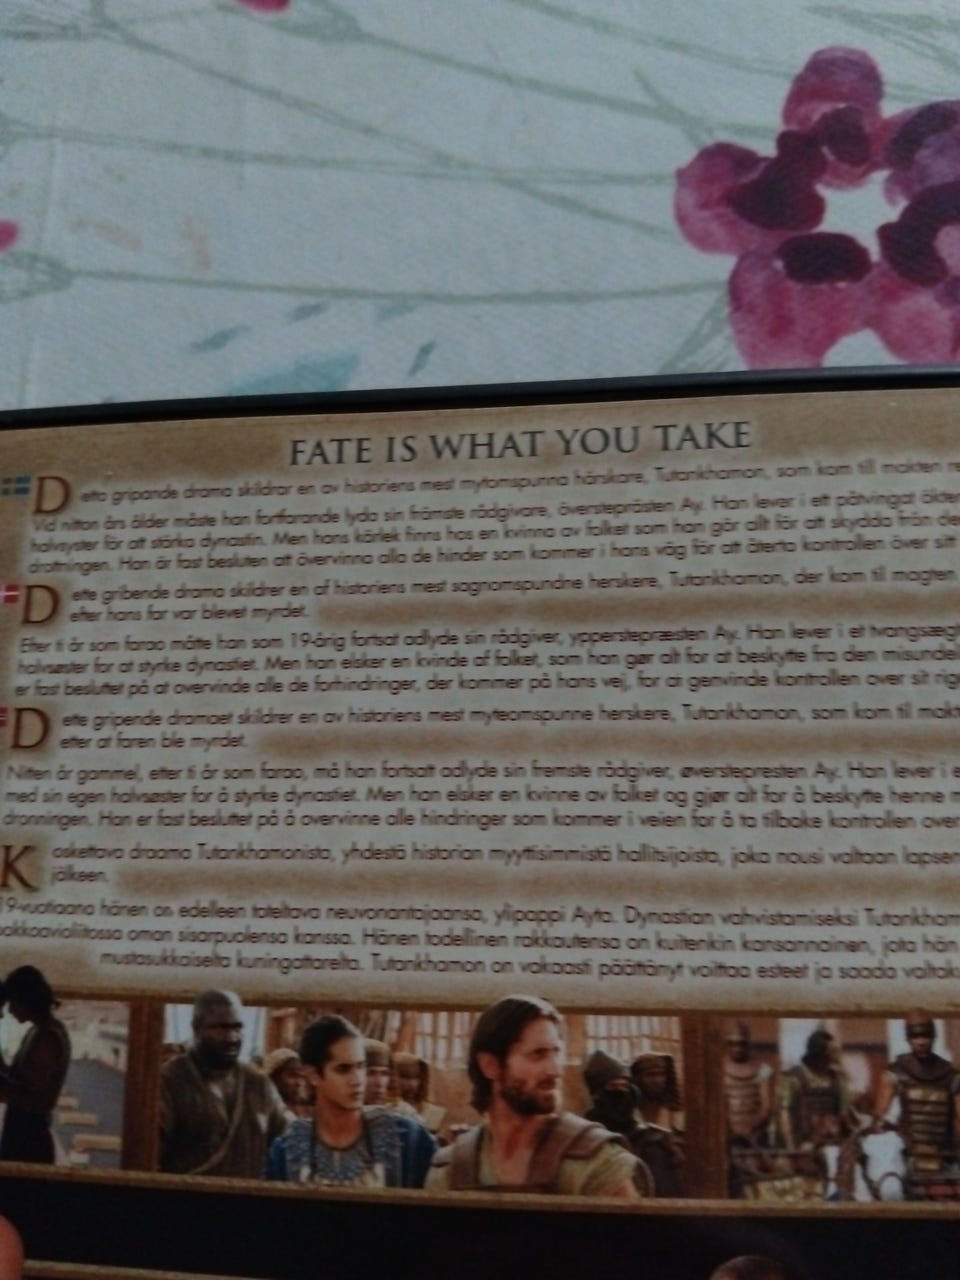 FATE IS WHAT YOU TAKE
Detta gripande drama skildrar en av historiens mest mytomspunna härskare, Tutankhamon, som kom till makten
Vid nitton års ålder måste han fortfarande lyda sin främste rådgivare, översteprästen Ay. Han lever i ett påtvingat
halvsyster för att stärka dynastin. Men hans kärlek finns hos en kvinna av folket som han gör allt för att skydda från
drottningen. Han är fast besluten att övervinna alla de hinder som kommer i hans väg för att återta kontrollen över sitt
Dette gribende drama skildrer en af historiens mest sagnomspundne herskere, Tutankhamon, der kom til magten
efter hans far var blevet myrdet.
Efter ti år som farao måtte han som 19-årig fortsat adlyde sin rådgiver, ypperstepræsten Ay. Han lever i et
halvsøster for at styrke dynastiet. Men han elsker en kvinde af folket, som han gør alt for at beskytte fra den
er fast besluttet på at overvinde alle de forhindringer, der kommer på hans vej, for at genvinde kontrollen over sit
Dette gripende dramaet skildrer en av historiens mest myteomspunne herskere, Tutankhamon, som kom til
etter at faren ble myrdet.
Nitten år gammel, etter ti år som farao, må han fortsatt adlyde sin fremste rådgiver, øverstepresten Ay. Han lever i
med sin egen halvsøster for å styrke dynastiet. Men han elsker en kvinne av folket og gjør alt for å beskytte henne
dronningen. Han er fast besluttet på å overvinne alle hindringer som kommer i veien for å ta tilbake kontrollen over
Koskettava draama Tutankhamonista, yhdestä historian myyttisimmistä hallitsijoista, joka nousi valtaan
jälkeen.
19-vuotiaana hänen on edelleen toteltava neuvonantajaansa, ylipappi Ayta. Dynastian vahvistamiseksi
pakkoavioliitossa oman sisarpuolensa kanssa. Hänen todellinen rakkautensa on kuitenkin kansannainen, jota hän
mustasukkaiselta kuningattarelta. Tutankhamon on vakaasti päättänyt voittaa esteet ja saada